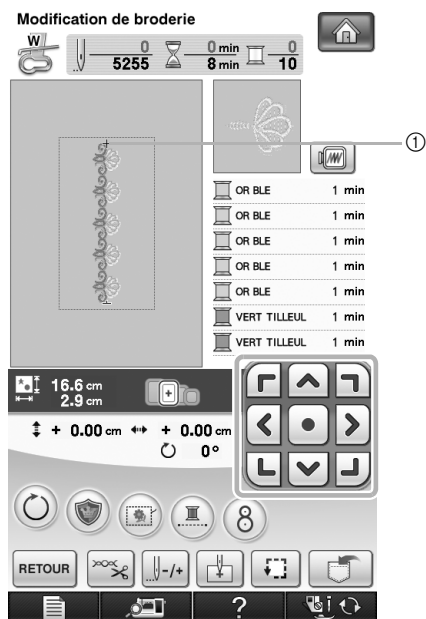 Modification de broderie
W
0
5255
0 min
8 min
0
10
①
OR BLE 1 min
OR BLE 1 min
OR BLE 1 min
OR BLE 1 min
OR BLE 1 min
VERT TILLEUL 1 min
VERT TILLEUL 1 min
16.6 cm
2.9 cm
+ 0.00 cm + 0.00 cm
0°
8
RETOUR
-/+
?